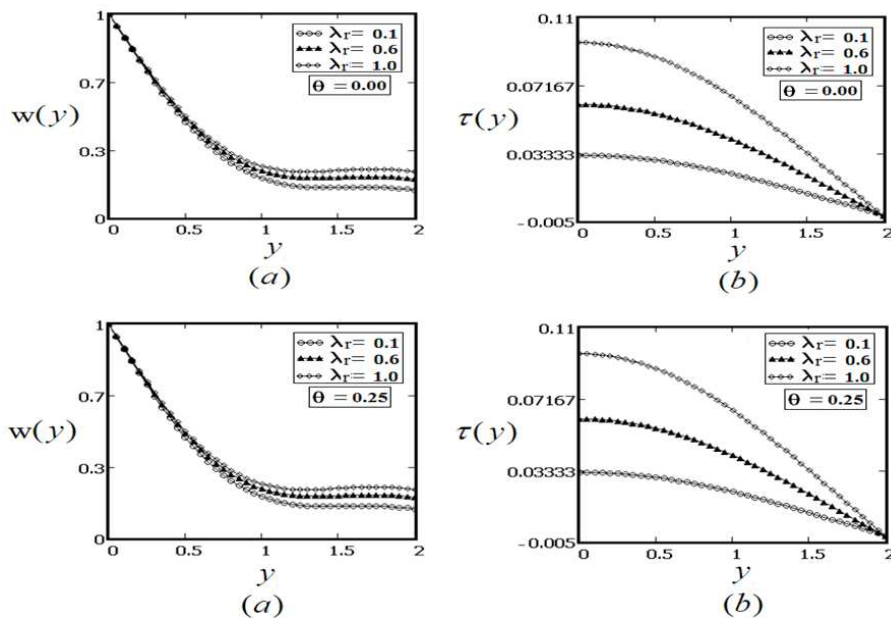 1
0.7
w(y)
0.3
0
0.5
1
1.5
2
y
(a)
λr= 0.1
λr= 0.6
λr= 1.0
θ = 0.00
0.11
0.07167
τ(y)
0.03333
-0.005
0
0.5
1
1.5
2
y
(b)
λr= 0.1
λr= 0.6
λr= 1.0
θ = 0.00
1
0.7
w(y)
0.3
0
0
0.5
1
1.5
2
y
(a)
λr= 0.1
λr= 0.6
λr= 1.0
θ = 0.25
0.11
0.07167
τ(y)
0.03333
-0.005
0
0.5
1
1.5
2
y
(b)
λr= 0.1
λr= 0.6
λr= 1.0
θ = 0.25